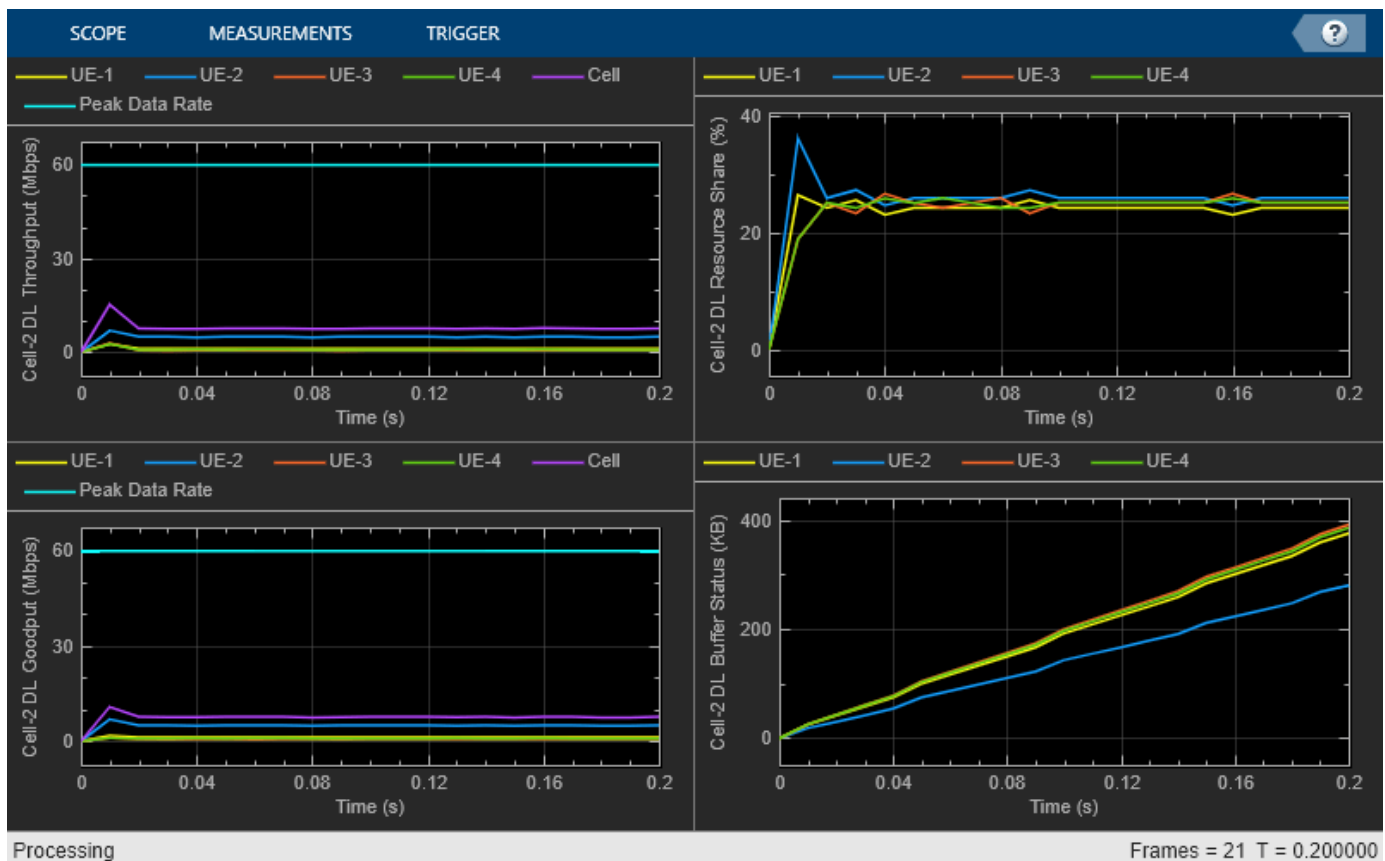 SCOPE MEASUREMENTS TRIGGER ?
UE-1 UE-2 UE-3 UE-4 Cell
Peak Data Rate
Cell-2 DL Throughput (Mbps)
60
30
0
0 0.04 0.08 0.12 0.16 0.2
Time (s)
UE-1 UE-2 UE-3 UE-4
Cell-2 DL Resource Share (%)
40
20
0
0 0.04 0.08 0.12 0.16 0.2
Time (s)
UE-1 UE-2 UE-3 UE-4 Cell
Peak Data Rate
Cell-2 DL Goodput (Mbps)
60
30
0
0 0.04 0.08 0.12 0.16 0.2
Time (s)
UE-1 UE-2 UE-3 UE-4
Cell-2 DL Buffer Status (KB)
400
200
0
0 0.04 0.08 0.12 0.16 0.2
Time (s)
Processing Frames = 21 T = 0.200000